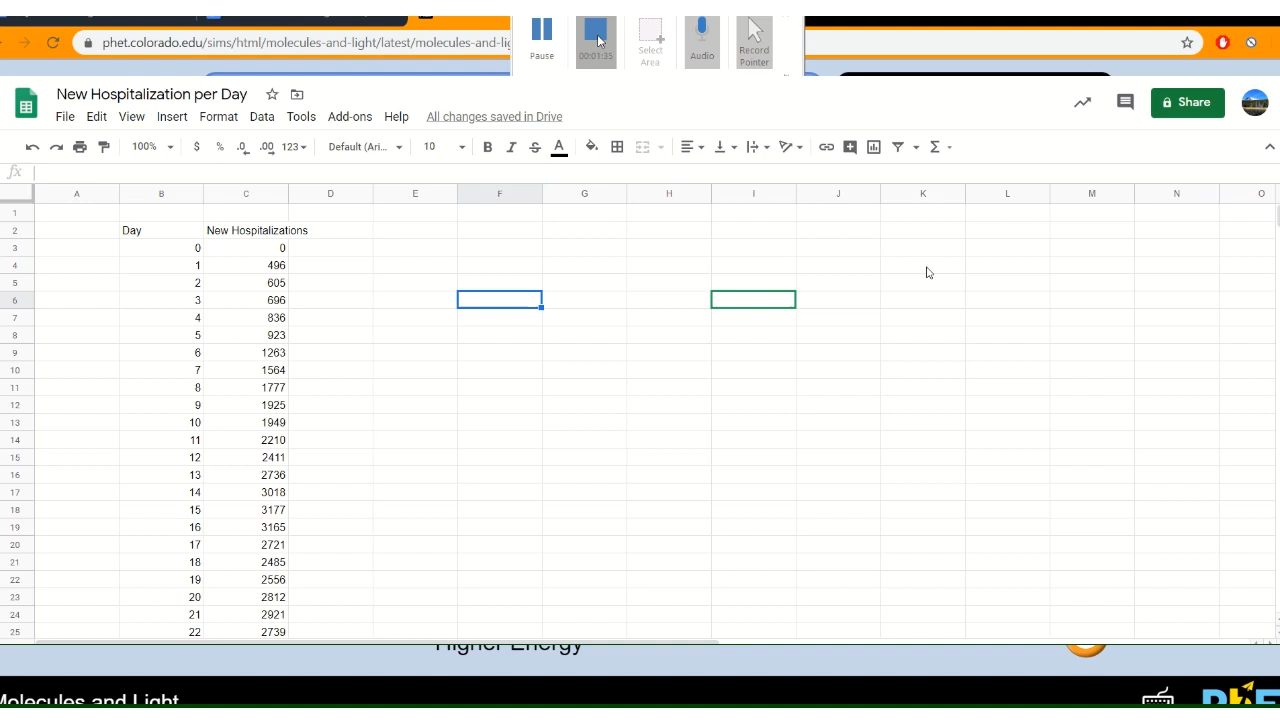 phet.colorado.edu/sims/html/molecules-and-light/latest/molecules-and-lig
Pause
00:01:35
Select
Area
Audio
Record
Pointer
New Hospitalization per Day
Share
File Edit View Insert Format Data Tools Add-ons Help All changes saved in Drive
100% $ % .0 .00 123 Default (Ari... 10 B I S A Σ
fx
A B C D E F G H I J K L M N O
1
2 Day New Hospitalizations
3 0 0
4 1 496
5 2 605
6 3 696
7 4 836
8 5 923
9 6 1263
10 7 1564
11 8 1777
12 9 1925
13 10 1949
14 11 2210
15 12 2411
16 13 2736
17 14 3018
18 15 3177
19 16 3165
20 17 2721
21 18 2485
22 19 2556
23 20 2812
24 21 2921
25 22 2739
Higher Energy
Molecules and Light